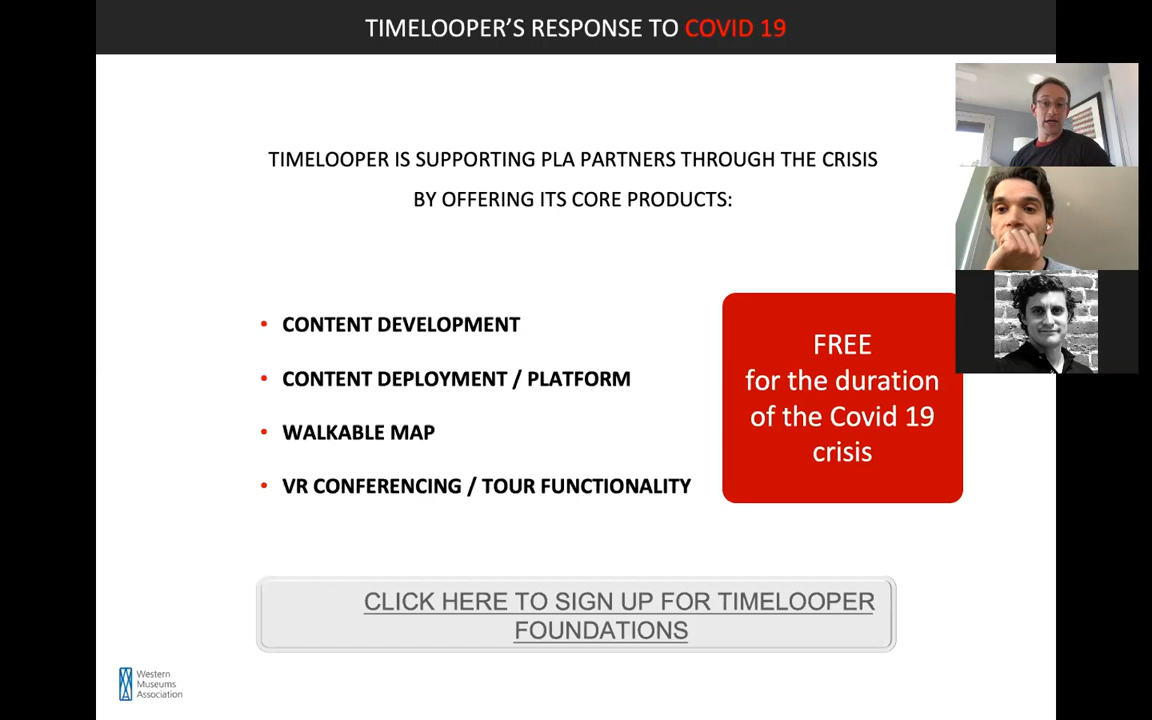 TIMELOOPER’S RESPONSE TO COVID 19
TIMELOOPER IS SUPPORTING PLA PARTNERS THROUGH THE CRISIS
BY OFFERING ITS CORE PRODUCTS:
• CONTENT DEVELOPMENT
• CONTENT DEPLOYMENT / PLATFORM
• WALKABLE MAP
• VR CONFERENCING / TOUR FUNCTIONALITY
FREE
for the duration
of the Covid 19
crisis
CLICK HERE TO SIGN UP FOR TIMELOOPER
FOUNDATIONS
Western
Museums
Association